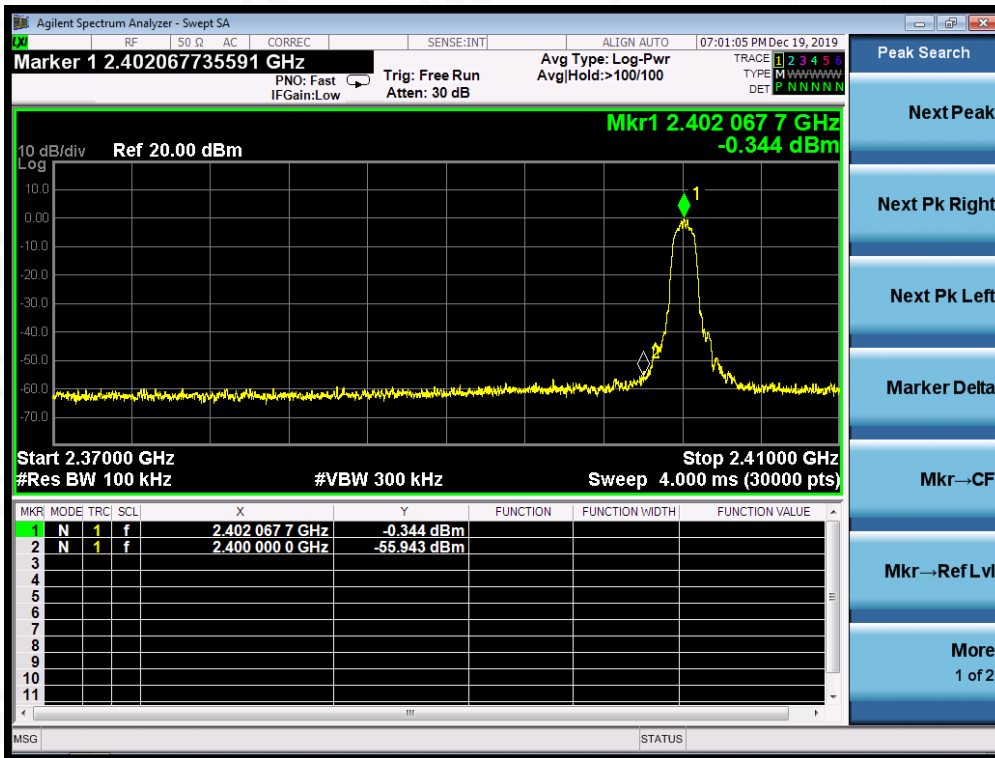 Agilent Spectrum Analyzer - Swept SA
LXI RF 50 Ω AC CORREC SENSE:INT ALIGN AUTO 07:01:05 PM Dec 19, 2019
Marker 1 2.402067735591 GHz
PNO: Fast
IFGain:Low
Trig: Free Run
Atten: 30 dB
Avg Type: Log-Pwr
Avg|Hold:>100/100
TRACE 1 2 3 4 5 6
TYPE M WWWWW
DET P N N N N N
Mkr1 2.402 067 7 GHz
-0.344 dBm
10 dB/div Ref 20.00 dBm
Log
10.0
0.00
-10.0
-20.0
-30.0
-40.0
-50.0
-60.0
-70.0
1
2
Start 2.37000 GHz Stop 2.41000 GHz
#Res BW 100 kHz #VBW 300 kHz Sweep 4.000 ms (30000 pts)
MKR MODE TRC SCL X Y FUNCTION FUNCTION WIDTH FUNCTION VALUE
1 N 1 f 2.402 067 7 GHz -0.344 dBm
2 N 1 f 2.400 000 0 GHz -55.943 dBm
3
4
5
6
7
8
9
10
11
MSG STATUS
Peak Search
Next Peak
Next Pk Right
Next Pk Left
Marker Delta
Mkr→CF
Mkr→Ref Lvl
More
1 of 2